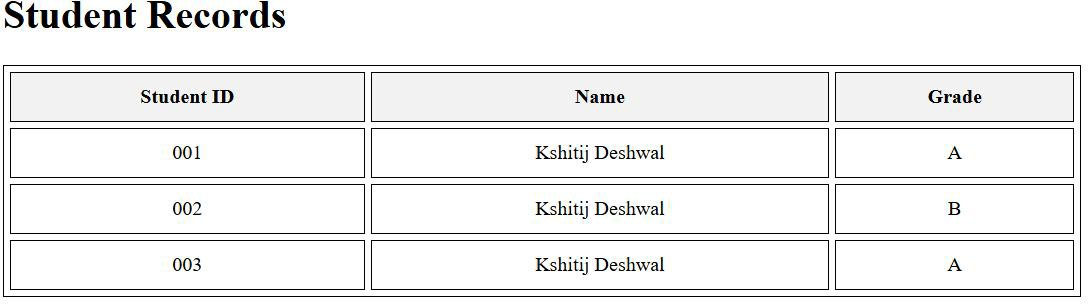 Student Records
Student ID Name Grade
001 Kshitij Deshwal A
002 Kshitij Deshwal B
003 Kshitij Deshwal A